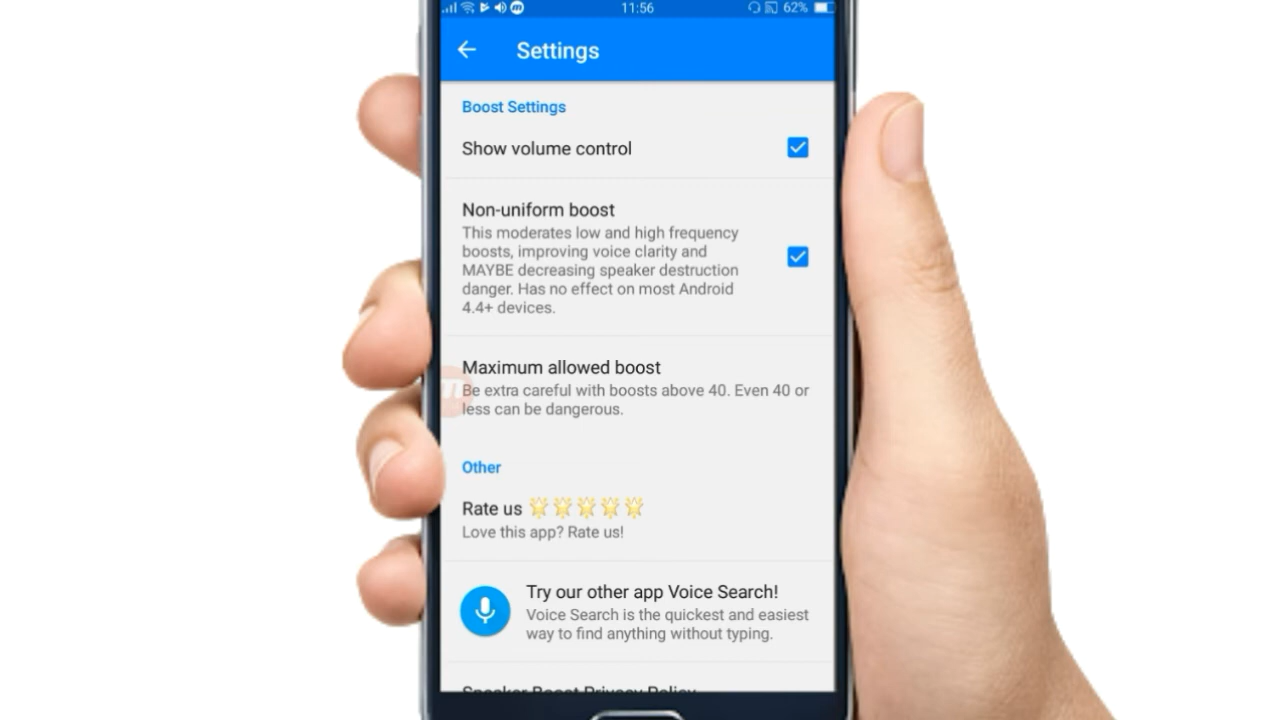 11:56
62%
Settings
Boost Settings
Show volume control
Non-uniform boost
This moderates low and high frequency
boosts, improving voice clarity and
MAYBE decreasing speaker destruction
danger. Has no effect on most Android
4.4+ devices.
Maximum allowed boost
Be extra careful with boosts above 40. Even 40 or
less can be dangerous.
Other
Rate us 🌟🌟🌟🌟🌟
Love this app? Rate us!
Try our other app Voice Search!
Voice Search is the quickest and easiest
way to find anything without typing.
Speaker Boost Privacy Policy